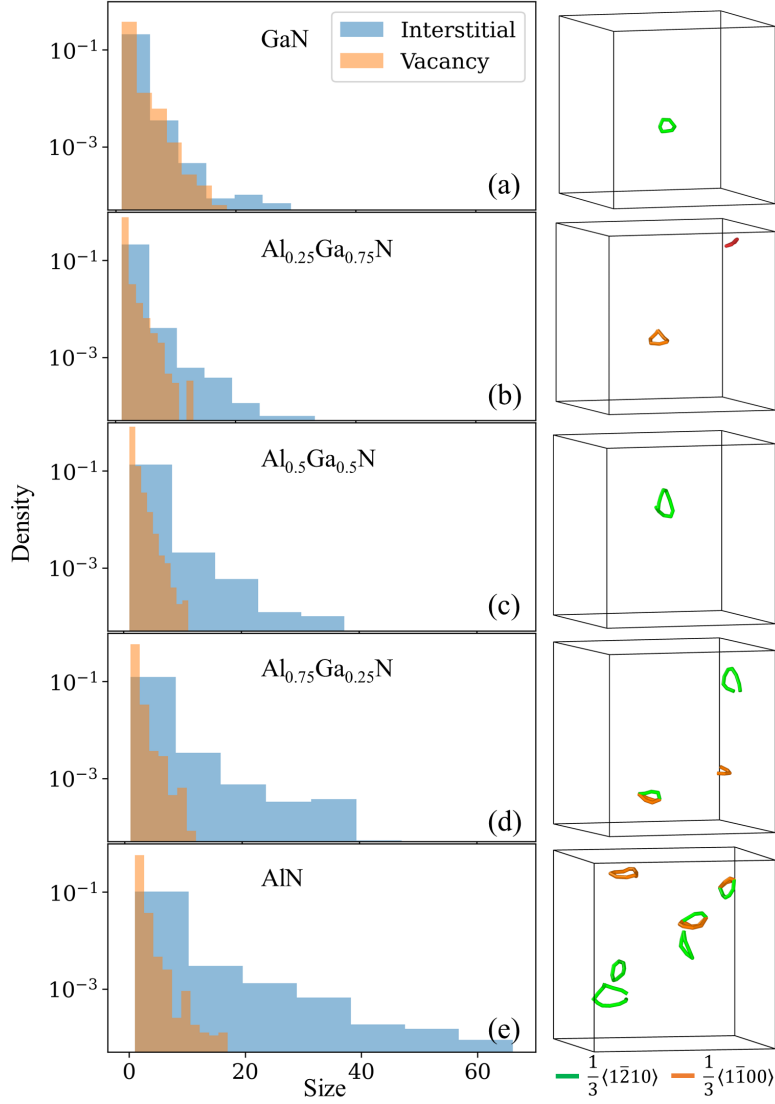 10⁻¹
10⁻³
GaN
Interstitial
Vacancy
(a)
10⁻¹
10⁻³
Al₀.₂₅Ga₀.₇₅N
(b)
10⁻¹
10⁻³
Al₀.₅Ga₀.₅N
(c)
Density
10⁻¹
10⁻³
Al₀.₇₅Ga₀.₂₅N
(d)
10⁻¹
10⁻³
AlN
(e)
0 20 40 60
Size
1/3⟨12̄10⟩ 1/3⟨11̄00⟩